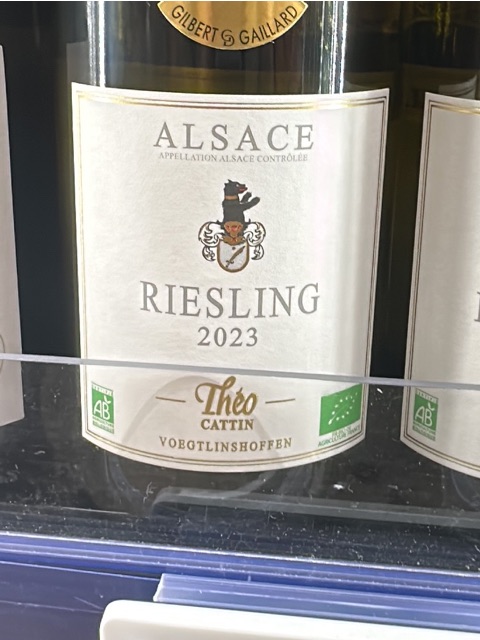 GILBERT & GAILLARD
ALSACE
APPELLATION ALSACE CONTRÔLÉE
RIESLING
2023
Théo
CATTIN
VOEGTLINSHOFFEN
AB
AB